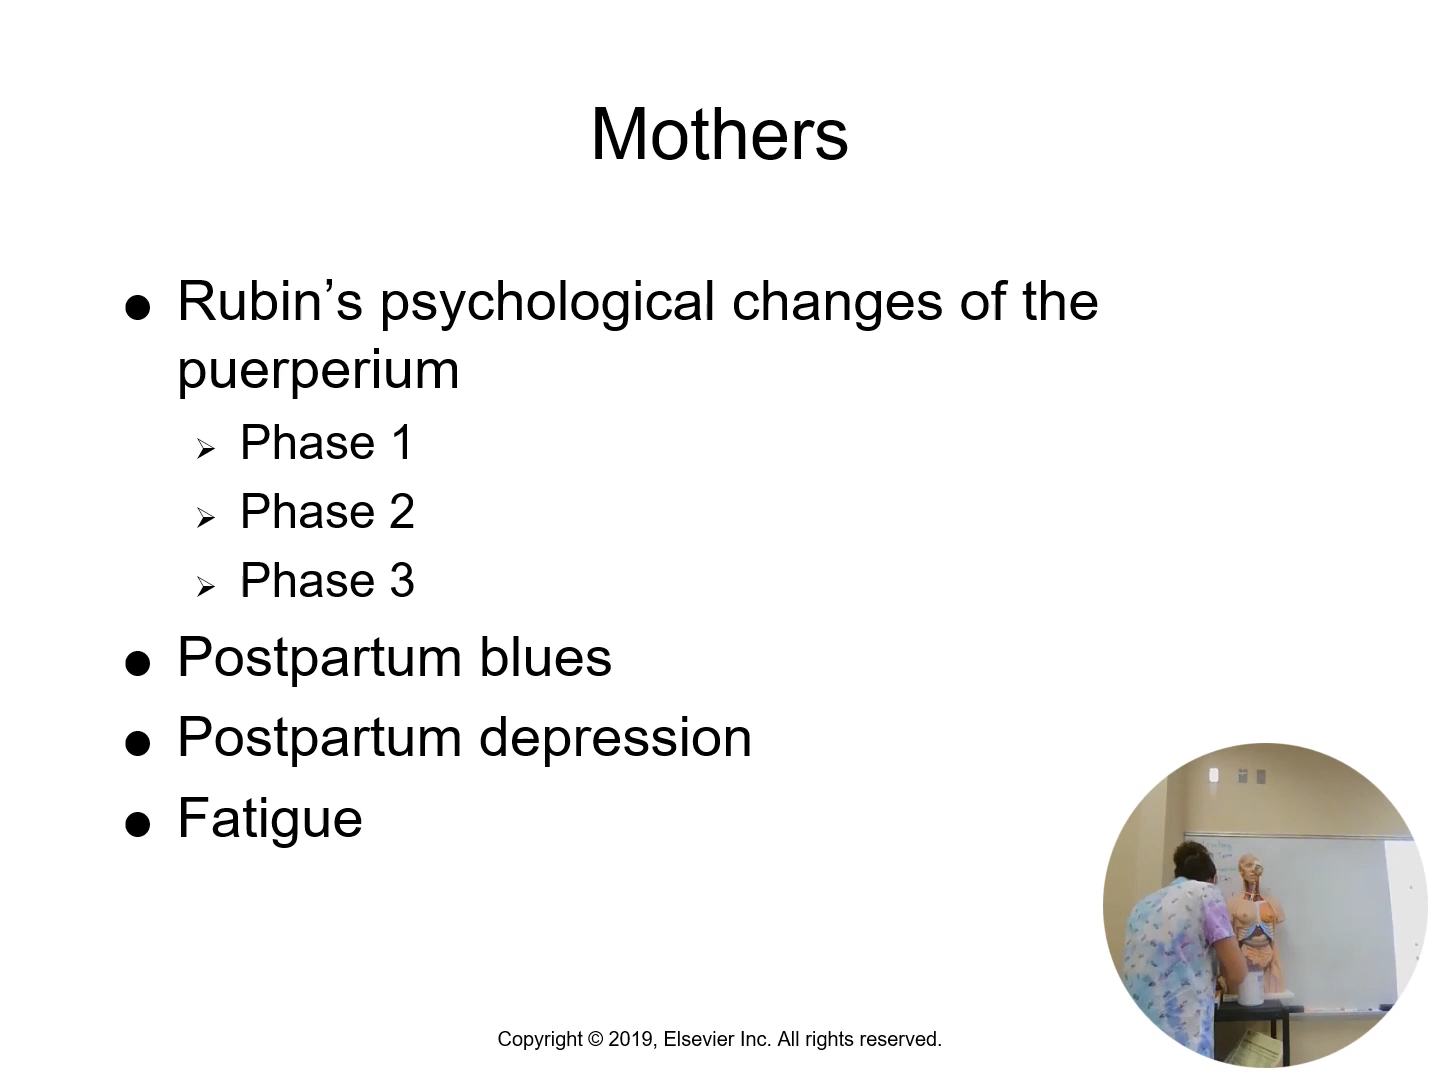 Mothers
● Rubin’s psychological changes of the
puerperium
➢ Phase 1
➢ Phase 2
➢ Phase 3
● Postpartum blues
● Postpartum depression
● Fatigue
Copyright © 2019, Elsevier Inc. All rights reserved.